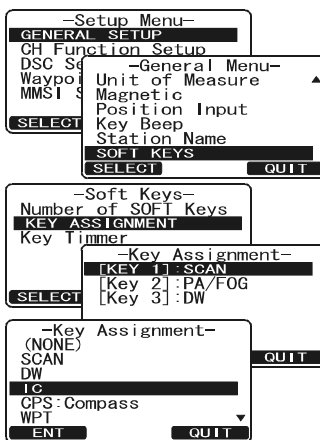 -Setup Menu-
GENERAL SETUP
CH Function Setup
DSC Se
Waypoi
MMSI S
SELECT
-General Menu-
Unit of Measure
Magnetic
Position Input
Key Beep
Station Name
SOFT KEYS
SELECT
QUIT
-Soft Keys-
Number of SOFT Keys
KEY ASSIGNMENT
Key Timmer
SELECT
-Key Assignment-
[KEY 1]:SCAN
[Key 2]:PA/FOG
[Key 3]:DW
QUIT
-Key Assignment-
(NONE)
SCAN
DW
IC
CPS:Compass
WPT
ENT
QUIT